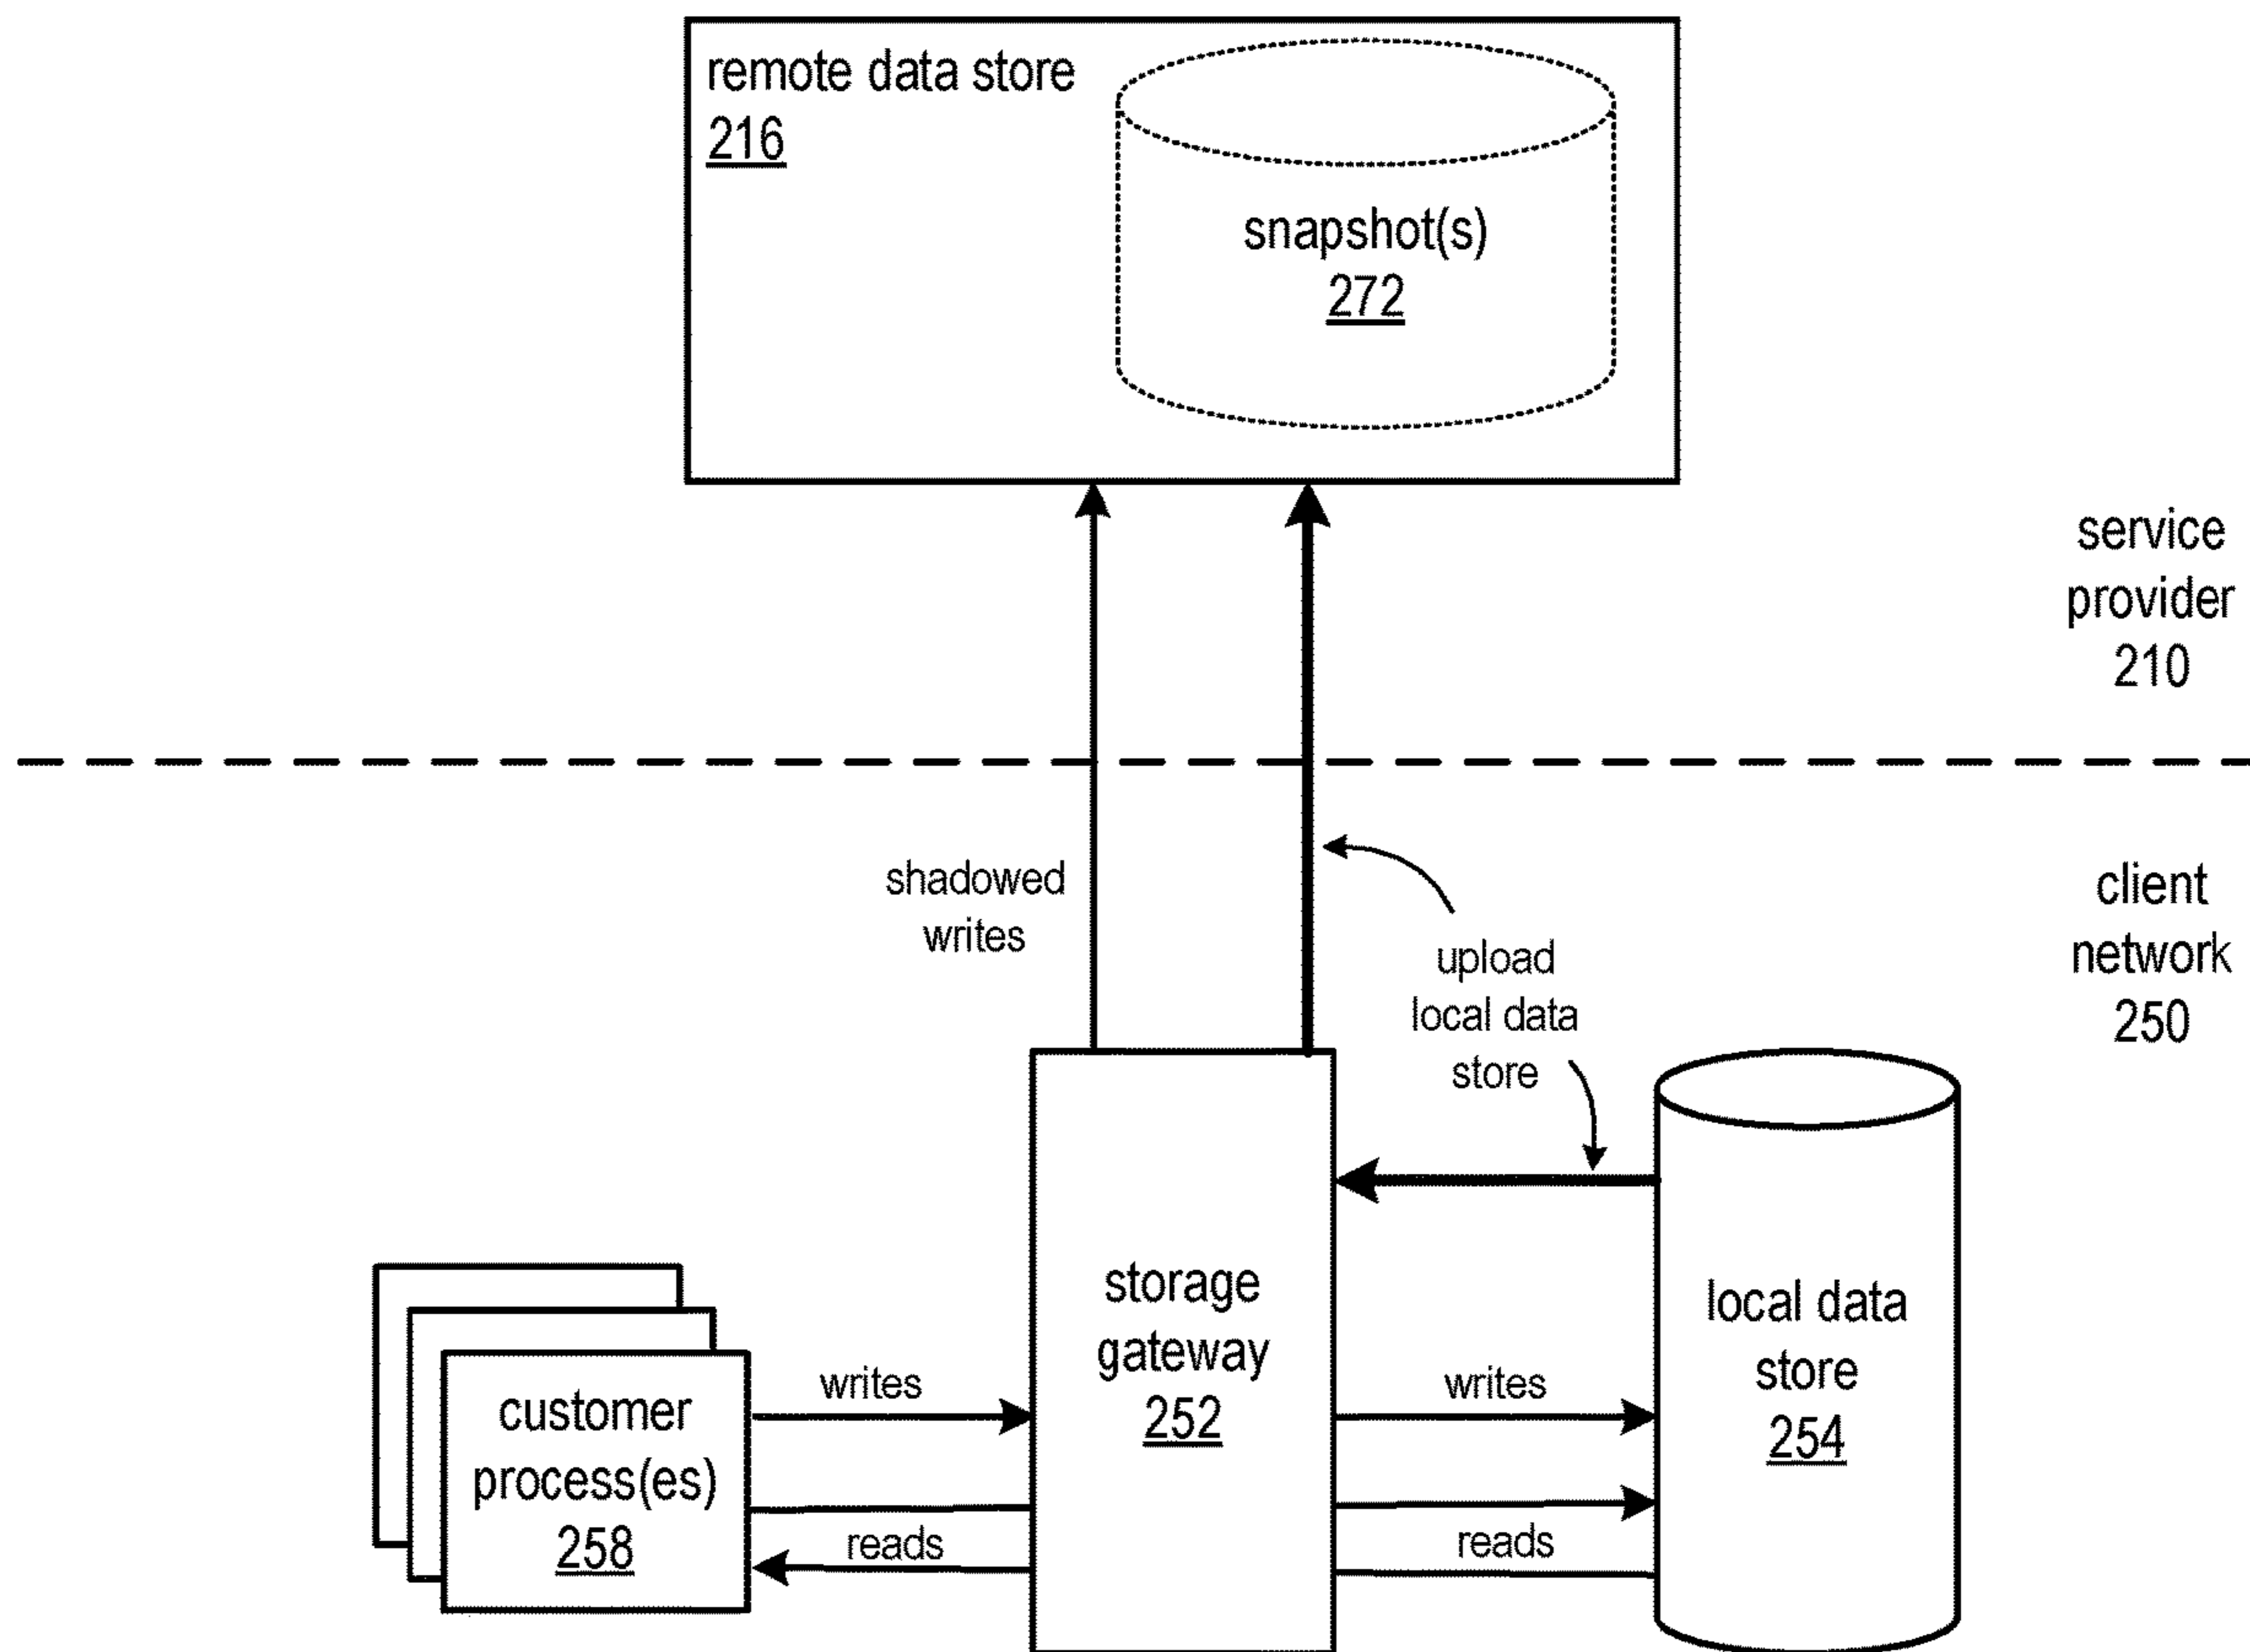 remote data store
216
snapshot(s)
272
service
provider
210
shadowed
writes
upload
local data
store
client
network
250
storage
gateway
252
local data
store
254
customer
process(es)
258
writes
reads
writes
reads